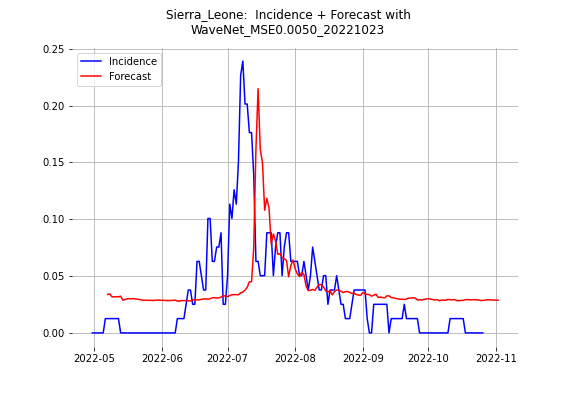 Sierra_Leone:  Incidence + Forecast with
WaveNet_MSE0.0050_20221023
Incidence
Forecast
0.25
0.20
0.15
0.10
0.05
0.00
2022-05 2022-06 2022-07 2022-08 2022-09 2022-10 2022-11